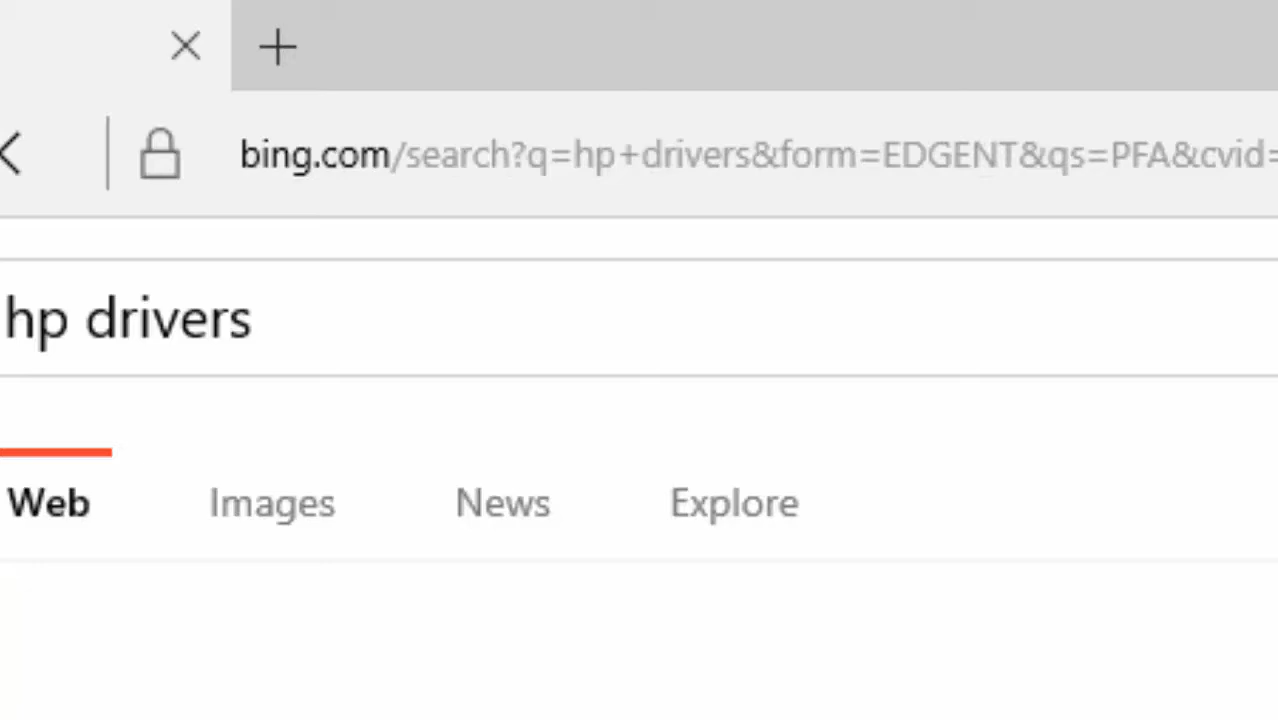 bing.com/search?q=hp+drivers&form=EDGENT&qs=PFA&cvid=
hp drivers
Web Images News Explore